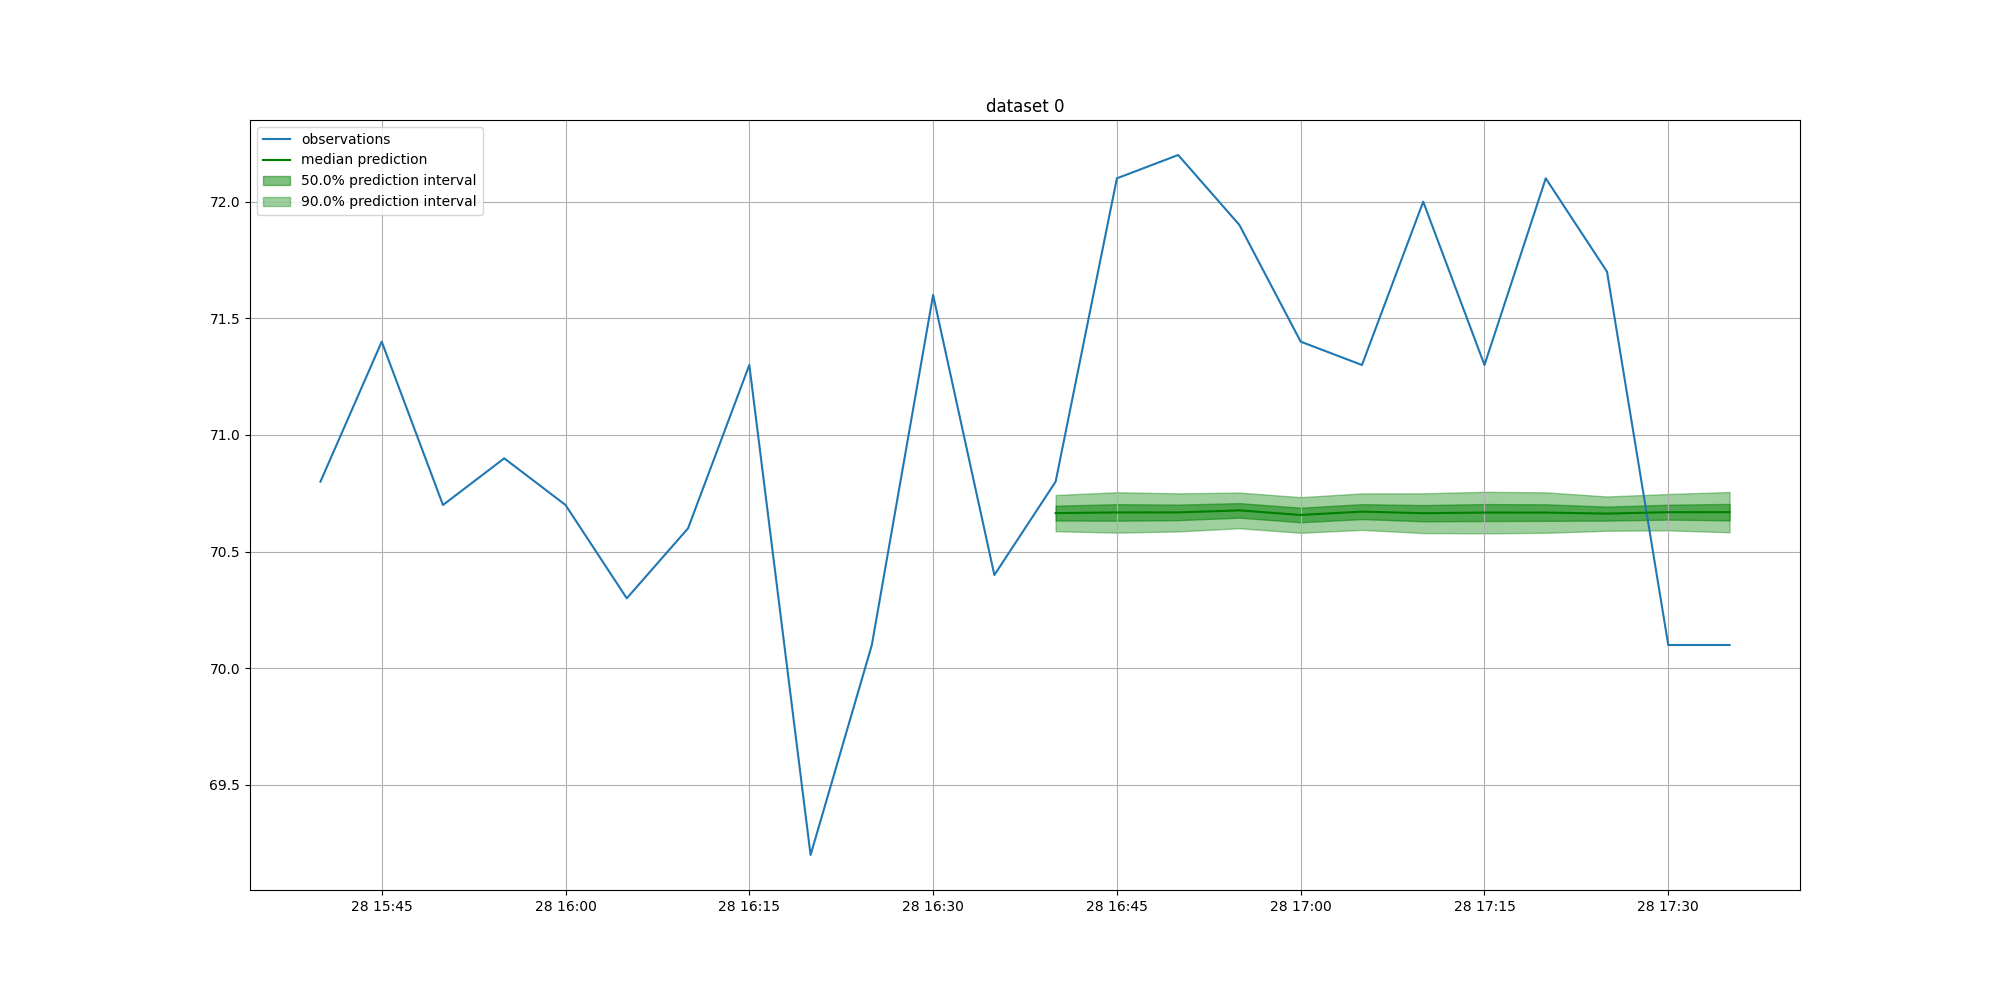 dataset 0
observations
median prediction
50.0% prediction interval
90.0% prediction interval
72.0
71.5
71.0
70.5
70.0
69.5
28 15:45
28 16:00
28 16:15
28 16:30
28 16:45
28 17:00
28 17:15
28 17:30